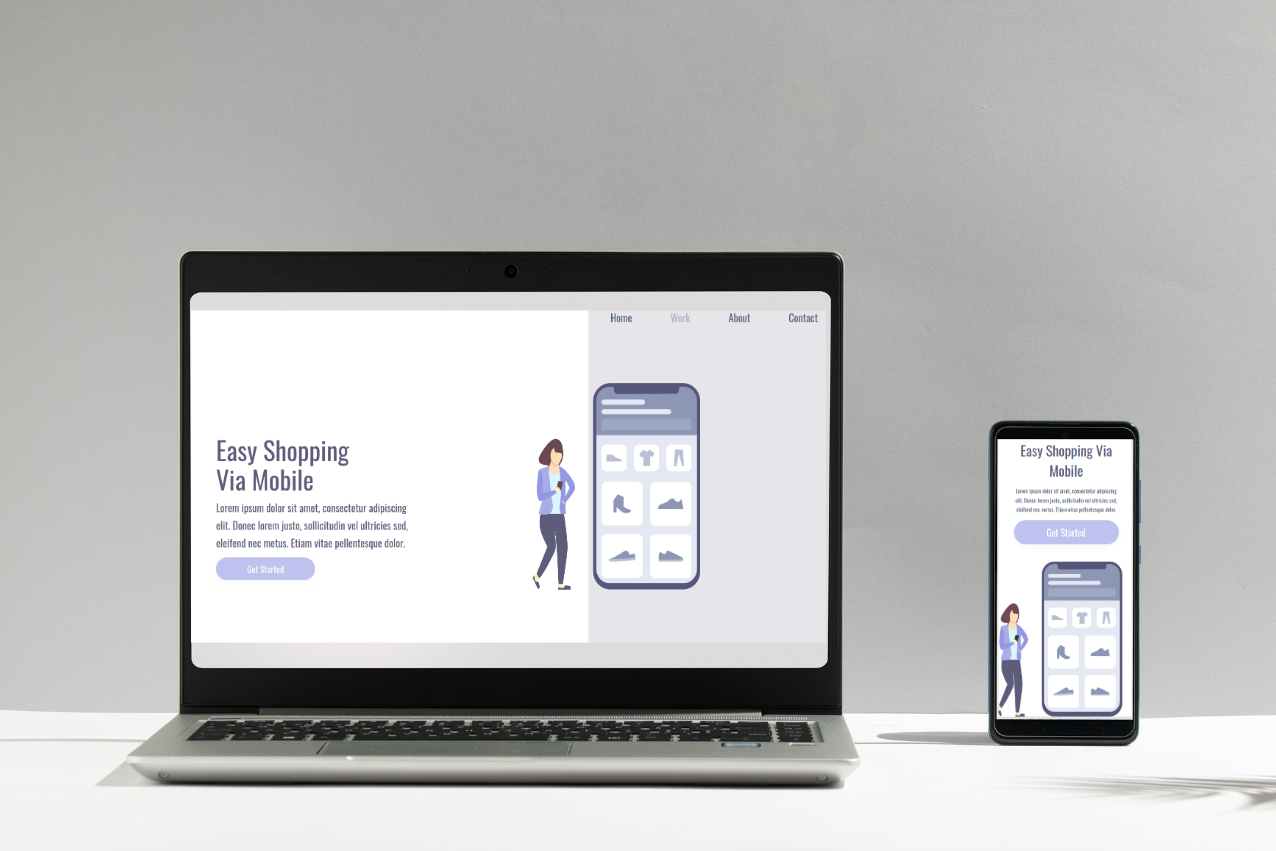 Home Work About Contact
Easy Shopping
Via Mobile
Lorem ipsum dolor sit amet, consectetur adipiscing
elit. Donec lorem justo, sollicitudin vel ultricies sed,
eleifend nec metus. Etiam vitae pellentesque dolor.
Get Started
Easy Shopping Via
Mobile
Lorem ipsum dolor sit amet, consectetur adipiscing
elit. Donec lorem justo, sollicitudin vel ultricies sed,
eleifend nec metus. Etiam vitae pellentesque dolor.
Get Started